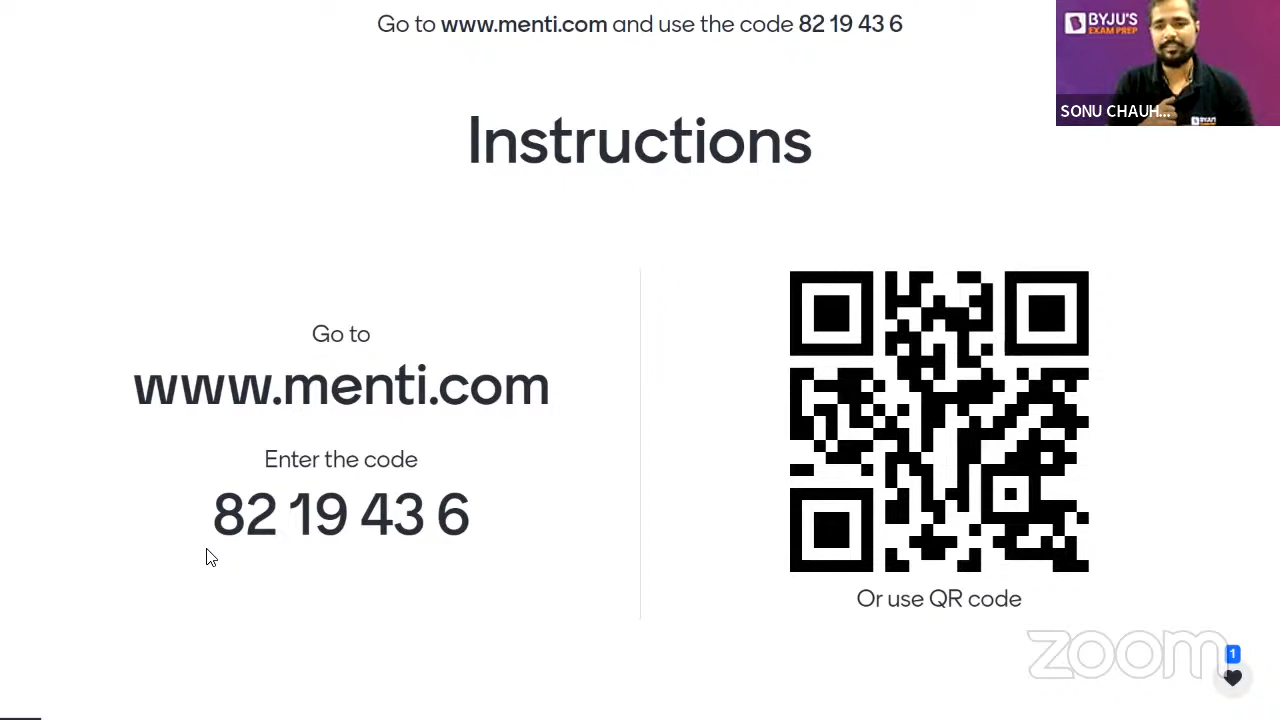 Go to www.menti.com and use the code 82 19 43 6
BYJU'S
EXAM PREP
SONU CHAUH...
BYJU'S
Instructions
Go to
www.menti.com
Enter the code
82 19 43 6
Or use QR code
zoom
1